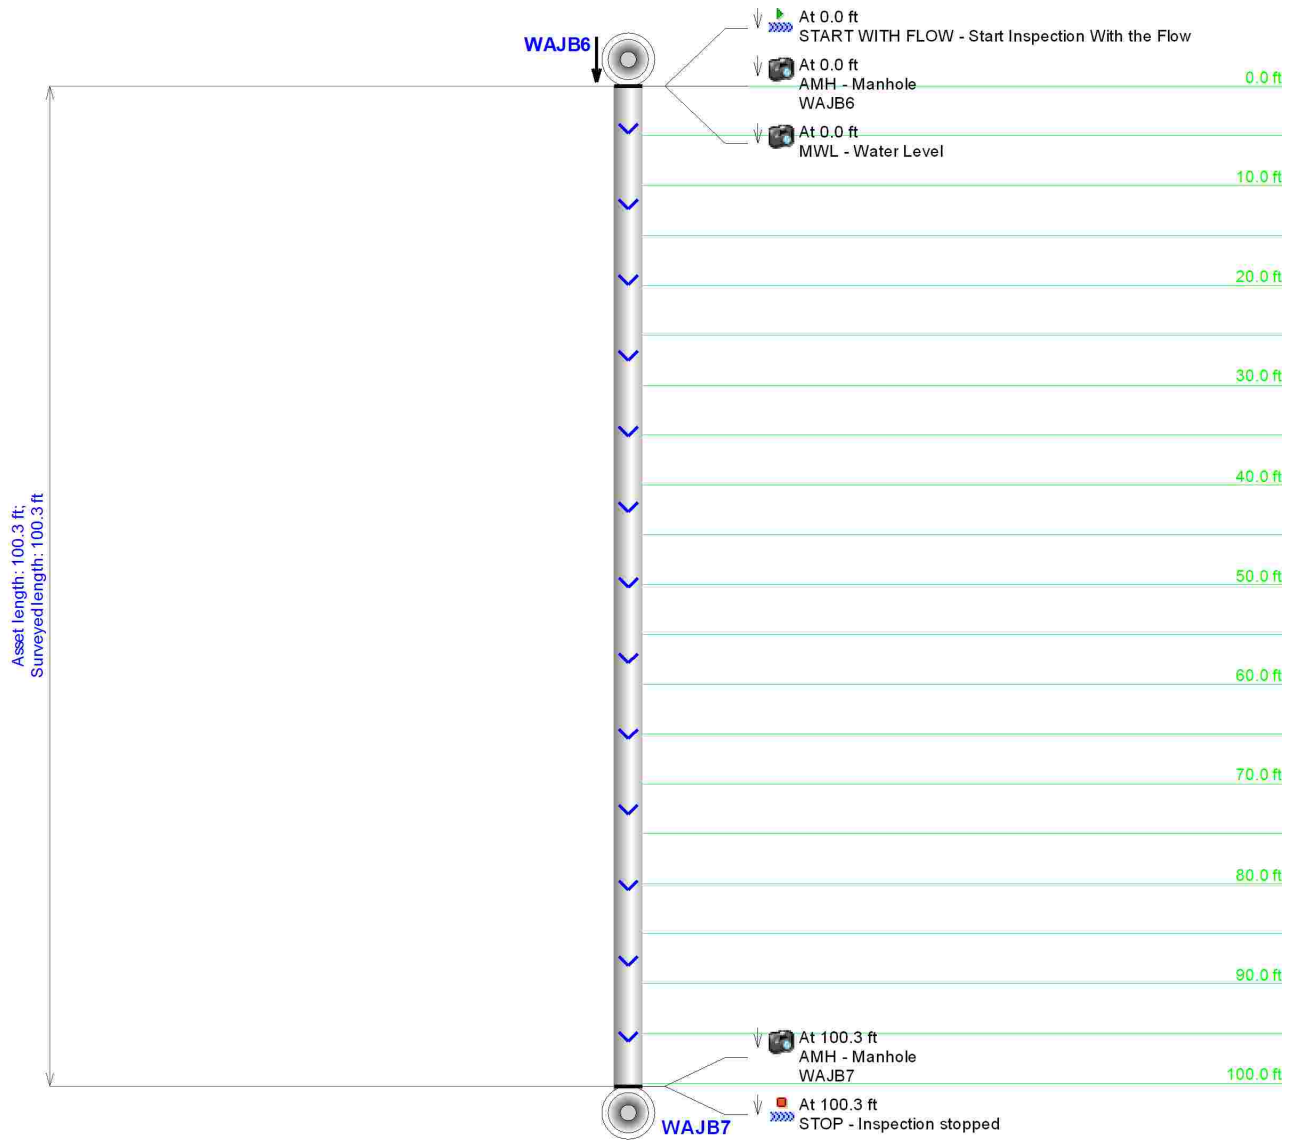 At 0.0 ft
START WITH FLOW - Start Inspection With the Flow
WAJB6
At 0.0 ft
AMH - Manhole
WAJB6
0.0 ft
At 0.0 ft
MWL - Water Level
10.0 ft
20.0 ft
30.0 ft
40.0 ft
Asset length: 100.3 ft;
Surveyed length: 100.3 ft
50.0 ft
60.0 ft
70.0 ft
80.0 ft
90.0 ft
At 100.3 ft
AMH - Manhole
WAJB7
100.0 ft
At 100.3 ft
STOP - Inspection stopped
WAJB7